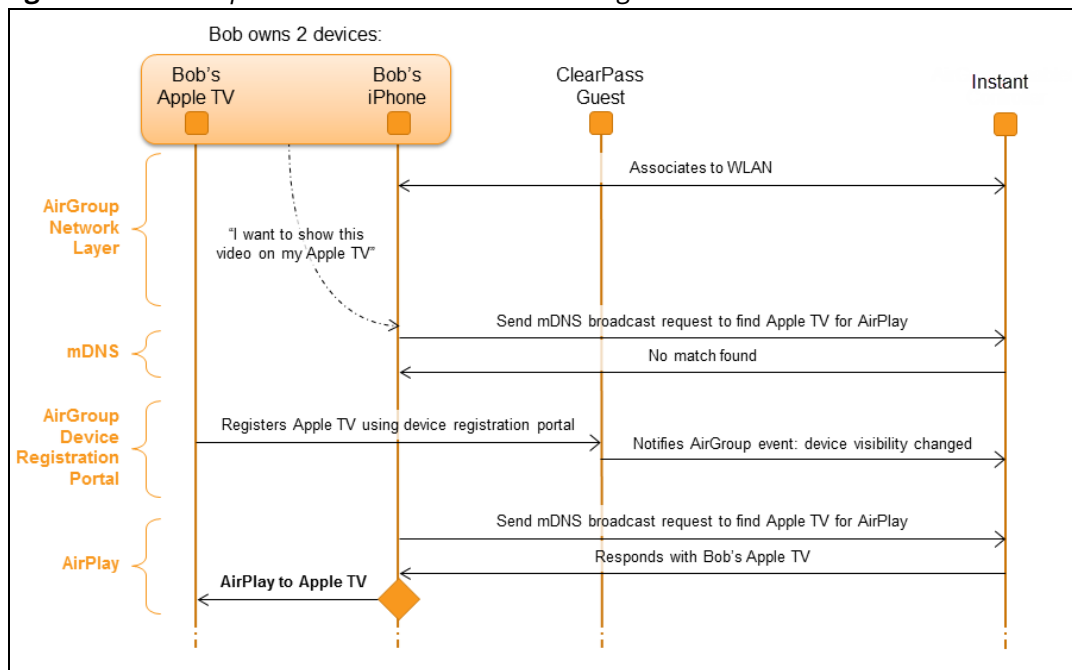 Bob owns 2 devices:
Bob's
Apple TV
Bob's
iPhone
ClearPass
Guest
Instant
Associates to WLAN
AirGroup
Network
Layer
"I want to show this
video on my Apple TV"
Send mDNS broadcast request to find Apple TV for AirPlay
mDNS
No match found
AirGroup
Device
Registration
Portal
Registers Apple TV using device registration portal
Notifies AirGroup event: device visibility changed
Send mDNS broadcast request to find Apple TV for AirPlay
AirPlay
Responds with Bob's Apple TV
AirPlay to Apple TV